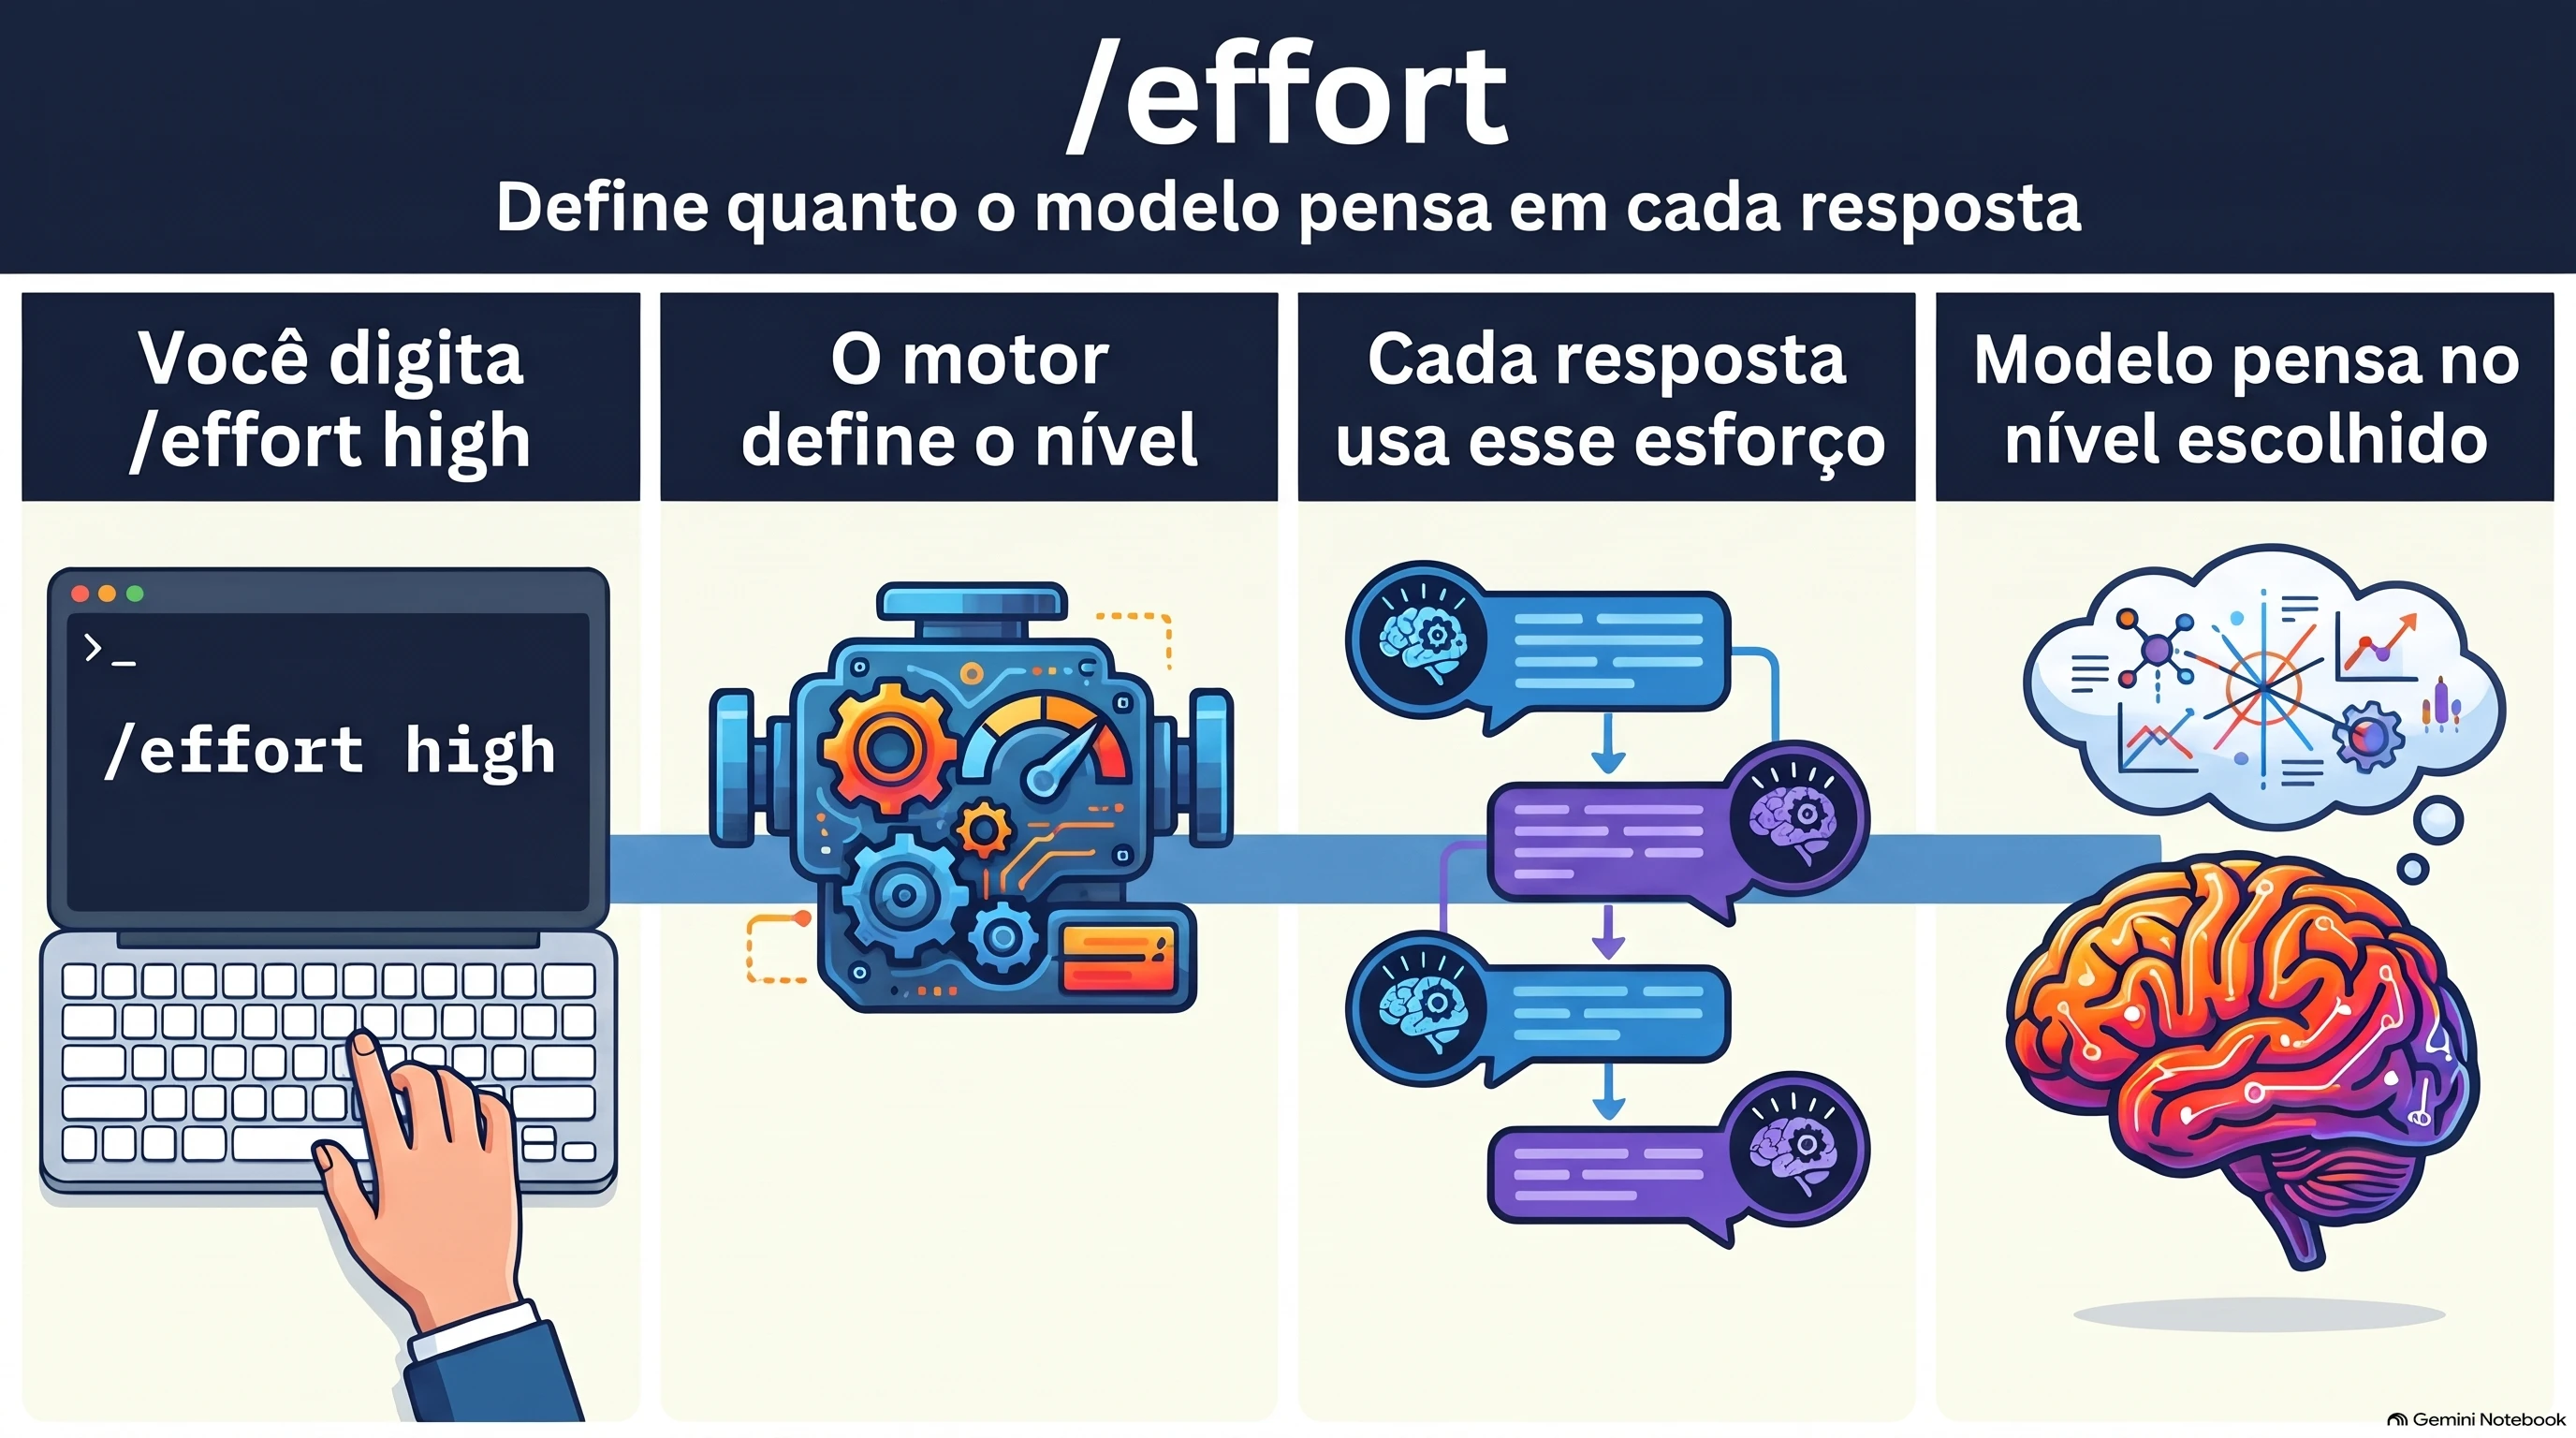 /effort
Define quanto o modelo pensa em cada resposta
Você digita
/effort high
O motor
define o nível
Cada resposta
usa esse esforço
Modelo pensa no
nível escolhido
>_
/effort high
Gemini Notebook